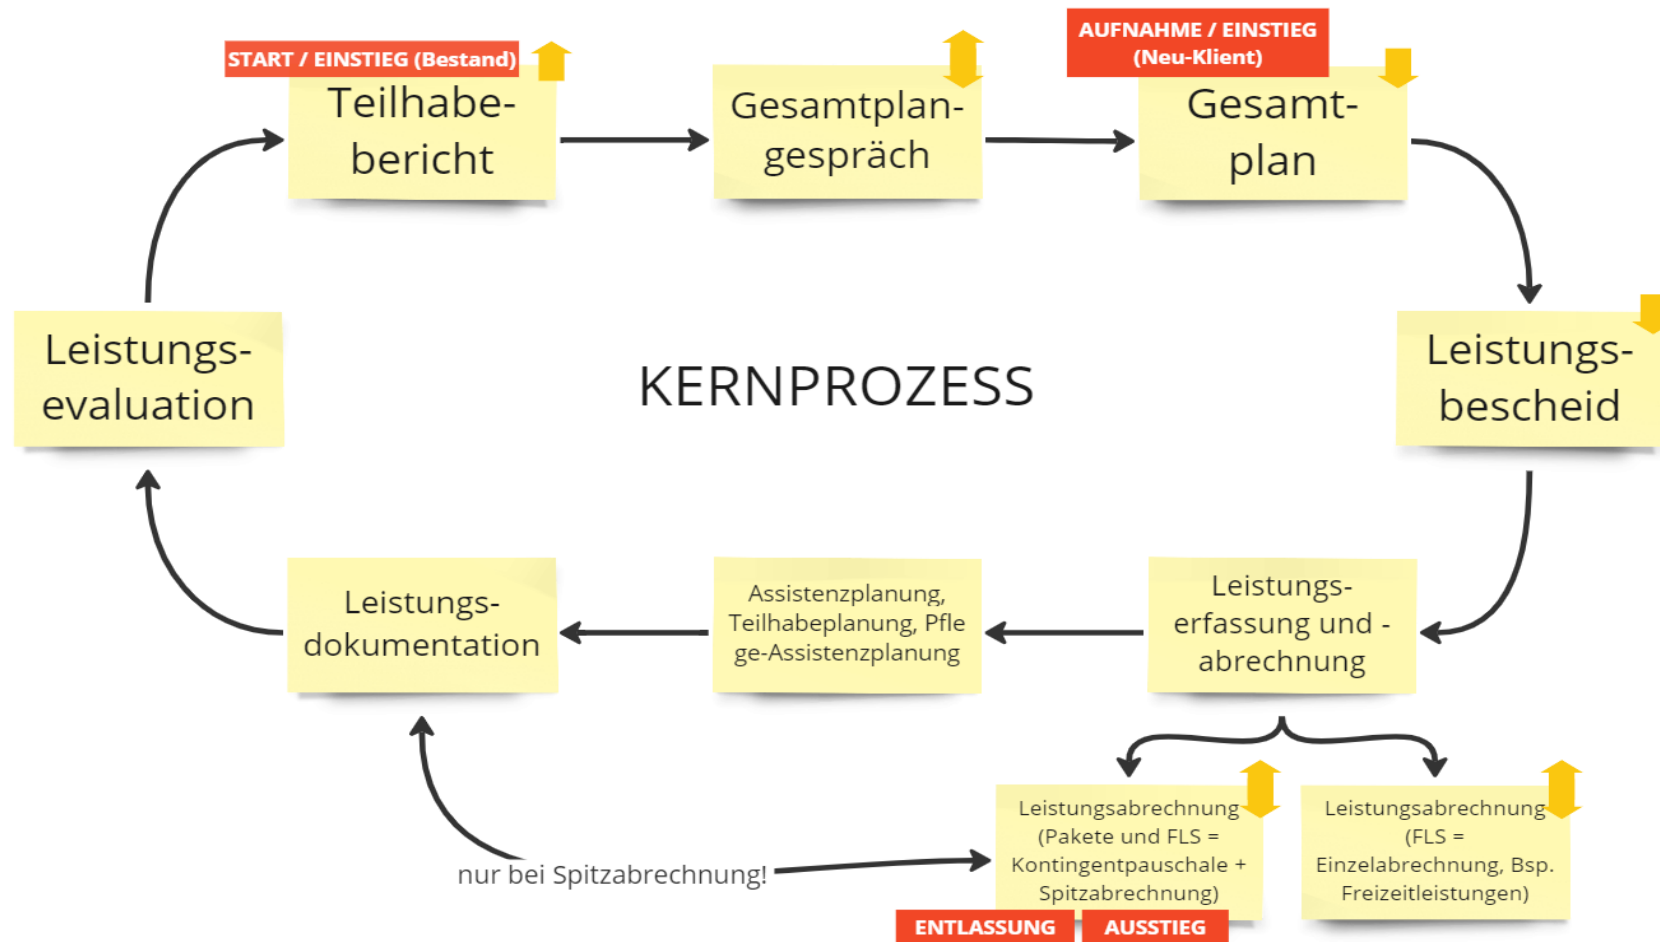 START / EINSTIEG (Bestand)
Teilhabe-
bericht
Gesamtplan-
gespräch
AUFNAHME / EINSTIEG
(Neu-Klient)
Gesamt-
plan
Leistungs-
evaluation
KERNPROZESS
Leistungs-
bescheid
Leistungs-
dokumentation
Assistenzplanung,
Teilhabeplanung, Pfle
ge-Assistenzplanung
Leistungs-
erfassung und -
abrechnung
nur bei Spitzabrechnung!
Leistungsabrechnung
(Pakete und FLS =
Kontingentpauschale +
Spitzabrechnung)
Leistungsabrechnung
(FLS =
Einzelabrechnung, Bsp.
Freizeitleistungen)
ENTLASSUNG
AUSSTIEG